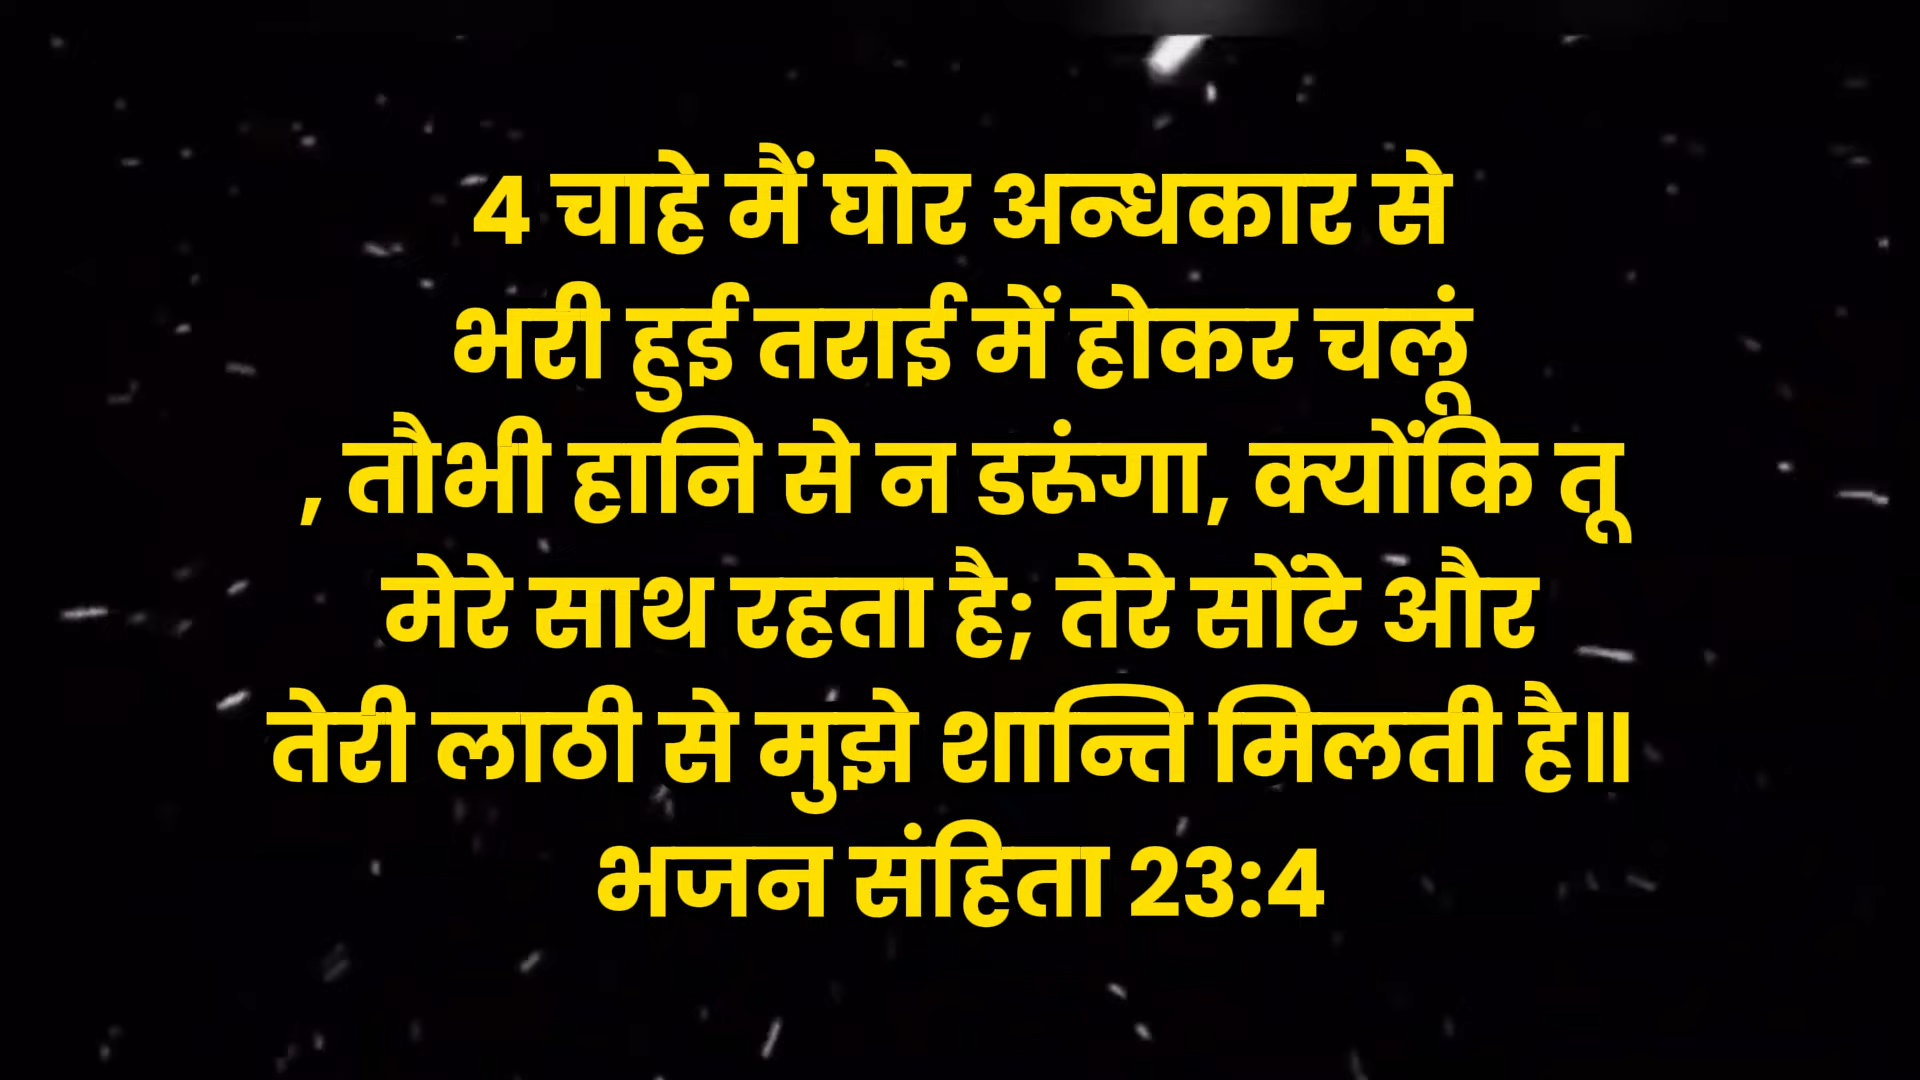 4 चाहे मैं घोर अन्धकार से
भरी हुई तराई में होकर चलूं
, तौभी हानि से न डरूंगा, क्योंकि तू
मेरे साथ रहता है; तेरे सोंटे और
तेरी लाठी से मुझे शान्ति मिलती है॥
भजन संहिता 23:4